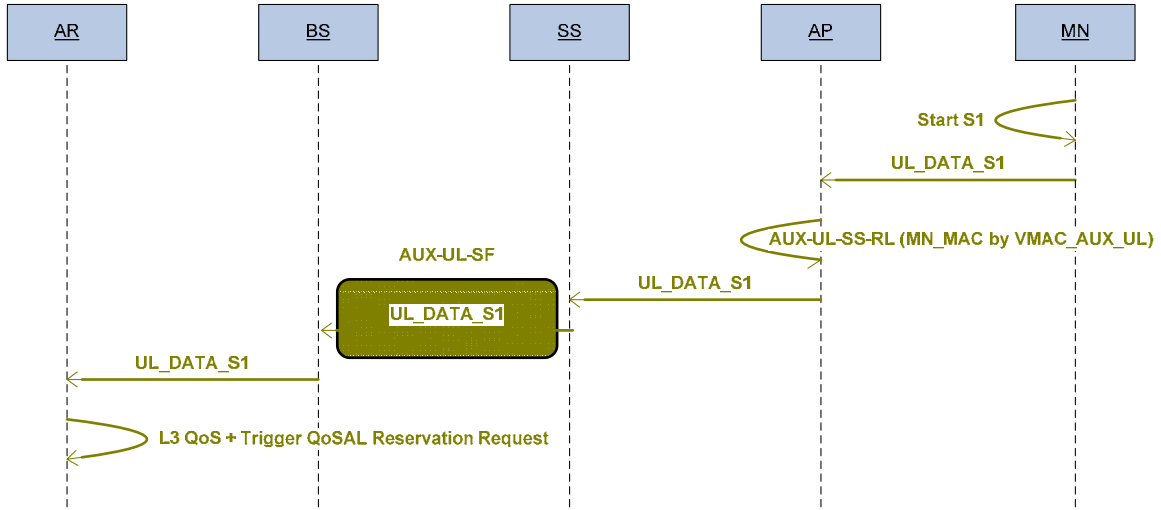 AR BS SS AP MN
Start S1
UL_DATA_S1
AUX-UL-SS-RL (MN_MAC by VMAC_AUX_UL)
AUX-UL-SF
UL_DATA_S1
UL_DATA_S1
UL_DATA_S1
L3 QoS + Trigger QoSAL Reservation Request